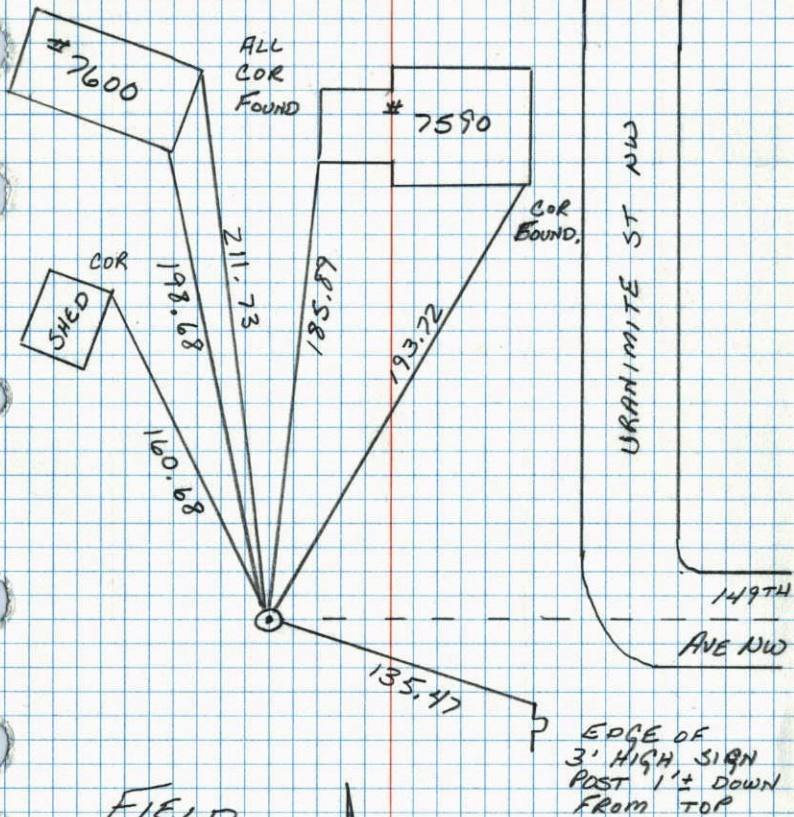 # 7600
ALL
COR
FOUND
# 7590
COR
FOUND.
COR
SHED
198.68
211.73
185.89
193.72
160.68
135.47
URANIMITE ST NW
149TH
AVE NW
EDGE OF
3' HIGH SIGN
POST 1'± DOWN
FROM TOP
FIELD